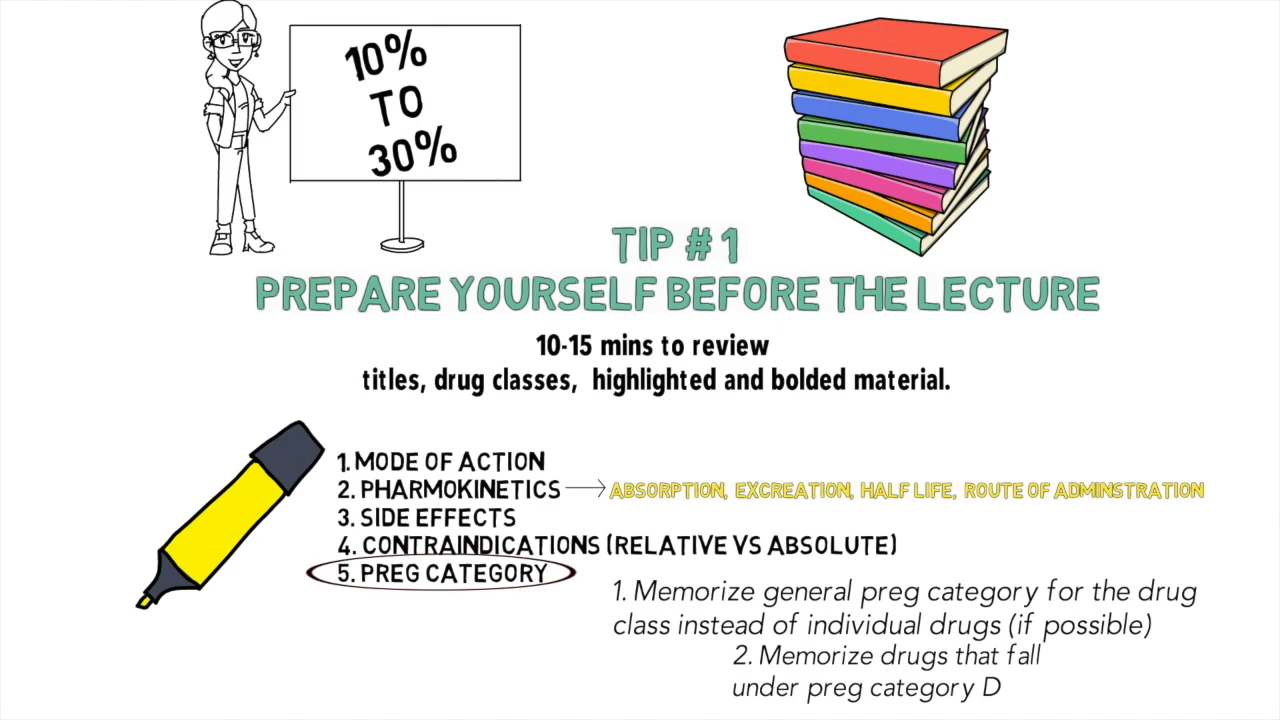 10%
TO
30%
TIP # 1
PREPARE YOURSELF BEFORE THE LECTURE
10-15 mins to review
titles, drug classes, highlighted and bolded material.
1. MODE OF ACTION
2. PHARMOKINETICS
ABSORPTION, EXCREATION, HALF LIFE, ROUTE OF ADMINSTRATION
3. SIDE EFFECTS
4. CONTRAINDICATIONS (RELATIVE VS ABSOLUTE)
5. PREG CATEGORY
1. Memorize general preg category for the drug
class instead of individual drugs (if possible)
2. Memorize drugs that fall
under preg category D